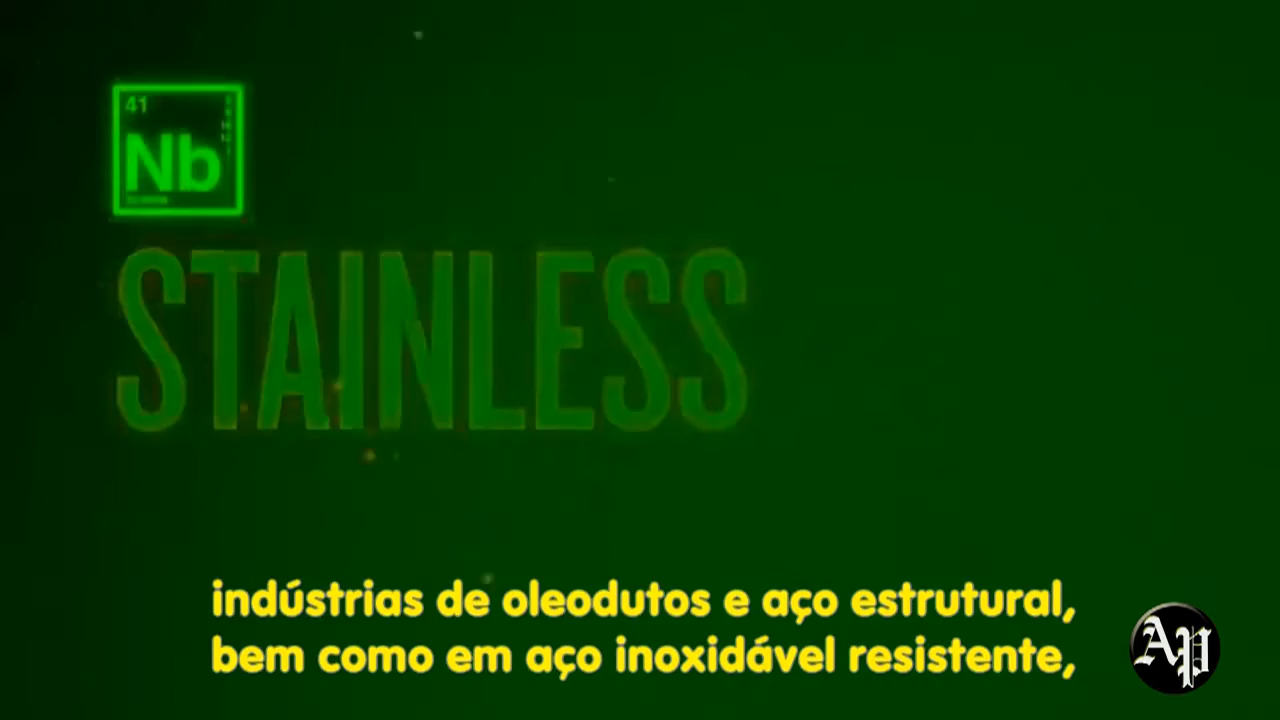 41
Nb
STAINLESS
indústrias de oleodutos e aço estrutural,
bem como em aço inoxidável resistente,
AP